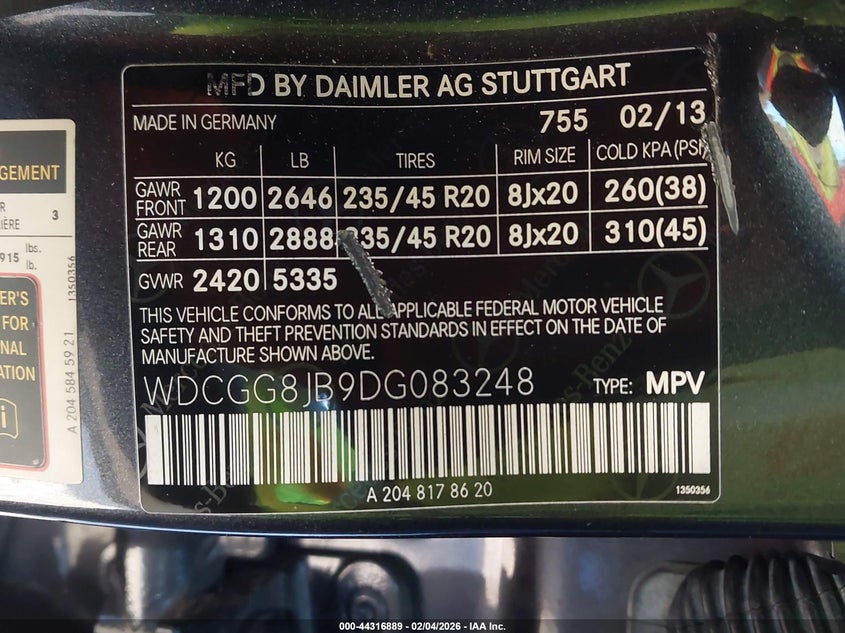 MFD BY DAIMLER AG STUTTGART
MADE IN GERMANY 755 02/13
KG LB TIRES RIM SIZE COLD KPA (PSI)
GAWR FRONT 1200 2646 235/45 R20 8Jx20 260(38)
GAWR REAR 1310 2888 235/45 R20 8Jx20 310(45)
GVWR 2420 5335
THIS VEHICLE CONFORMS TO ALL APPLICABLE FEDERAL MOTOR VEHICLE
SAFETY AND THEFT PREVENTION STANDARDS IN EFFECT ON THE DATE OF
MANUFACTURE SHOWN ABOVE.
WDCGG8JB9DG083248 TYPE: MPV
A 204 817 86 20 1350356
3
915 lbs.
lb.
FOR
A 204 584 59 21 1350356
Mercedes-Benz
000-44316889 - 02/04/2026 - IAA Inc.